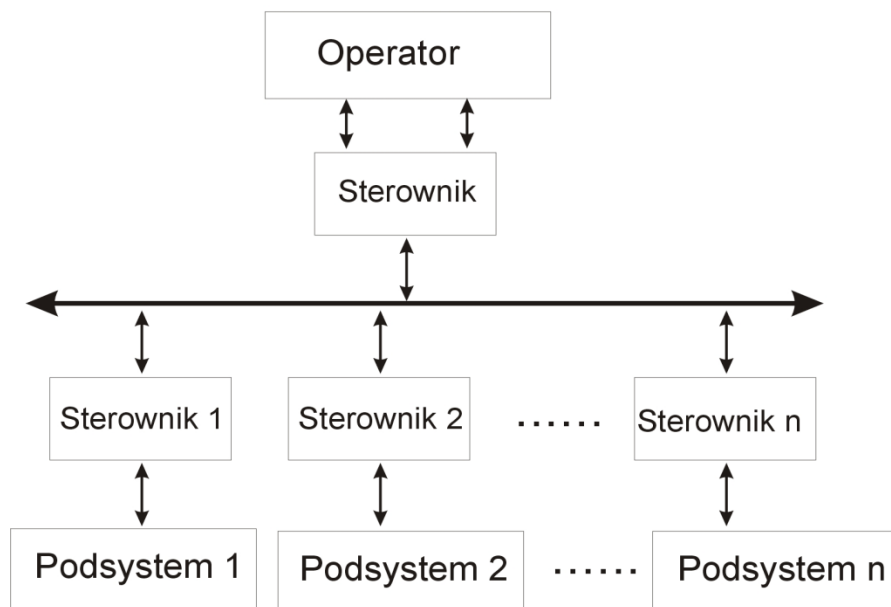 Operator
Sterownik
Sterownik 1
Sterownik 2
......
Sterownik n
Podsystem 1
Podsystem 2
......
Podsystem n